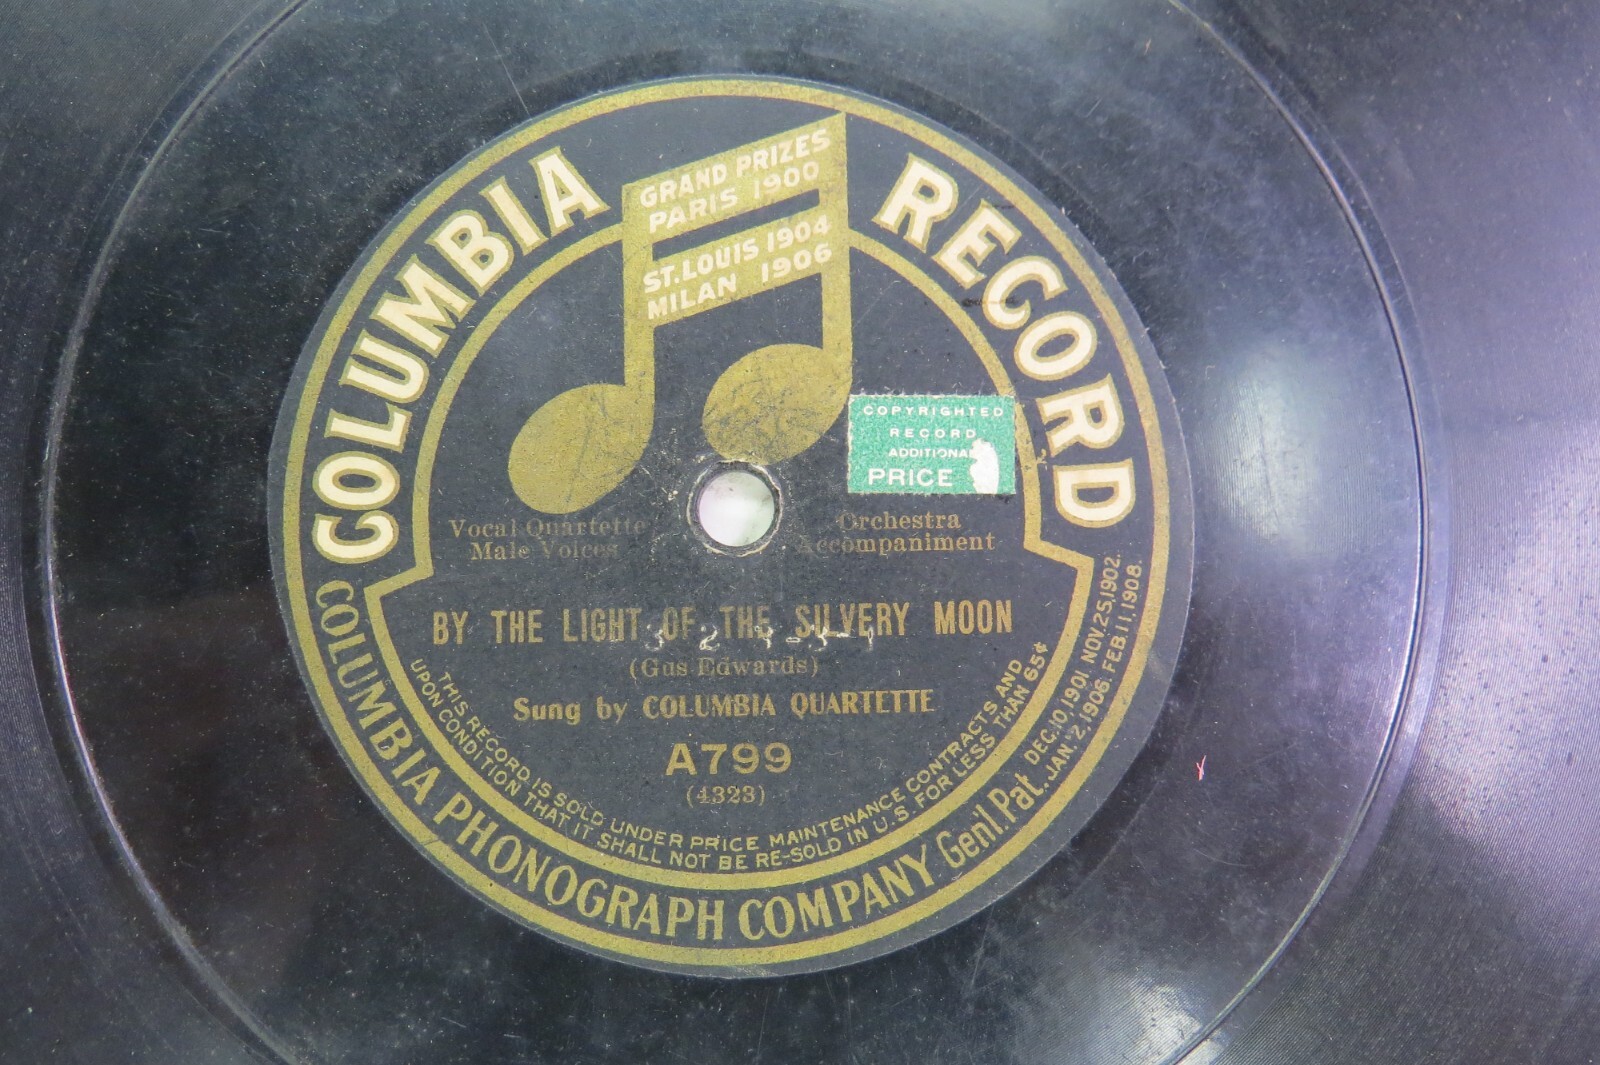 COLUMBIA RECORD
GRAND PRIZES
PARIS 1900
ST. LOUIS 1904
MILAN 1906
COPYRIGHTED
RECORD
ADDITIONAL
PRICE
Vocal Quartette
Male Voices
Orchestra
Accompaniment
BY THE LIGHT OF THE SILVERY MOON
(Gus Edwards)
Sung by COLUMBIA QUARTETTE
A799
(4323)
THIS RECORD IS SOLD UNDER PRICE MAINTENANCE CONTRACTS AND
UPON CONDITION THAT IT SHALL NOT BE RE-SOLD IN U.S. FOR LESS THAN 65¢
COLUMBIA PHONOGRAPH COMPANY Gen'l. Pat. DEC. 10, 1901. NOV. 25, 1902.
JAN. 2, 1906. FEB. 11, 1908.